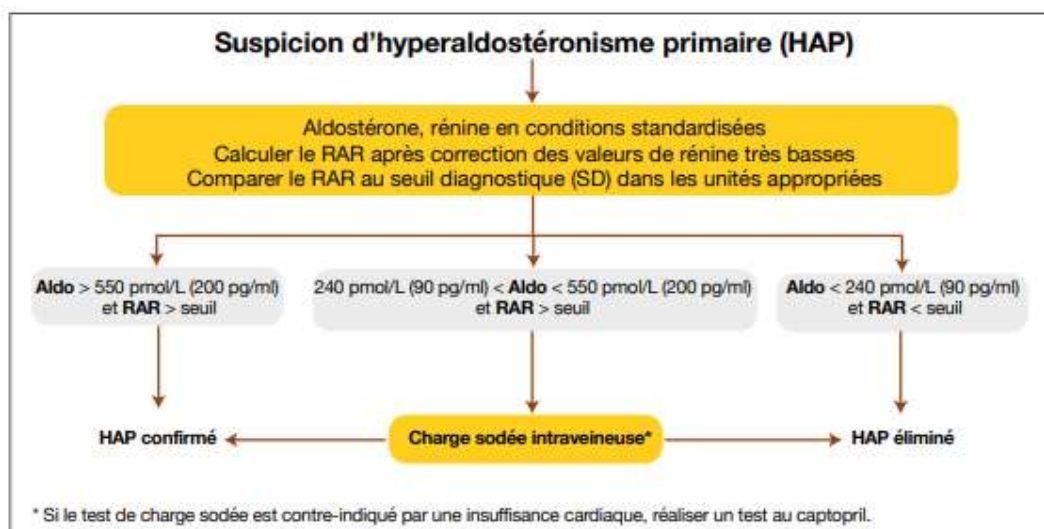 Suspicion d'hyperaldostéronisme primaire (HAP)
Aldostérone, rénine en conditions standardisées
Calculer le RAR après correction des valeurs de rénine très basses
Comparer le RAR au seuil diagnostique (SD) dans les unités appropriées
Aldo > 550 pmol/L (200 pg/ml)
et RAR > seuil
240 pmol/L (90 pg/ml) < Aldo < 550 pmol/L (200 pg/ml)
et RAR > seuil
Aldo < 240 pmol/L (90 pg/ml)
et RAR < seuil
HAP confirmé
Charge sodée intraveineuse*
HAP éliminé
* Si le test de charge sodée est contre-indiqué par une insuffisance cardiaque, réaliser un test au captopril.